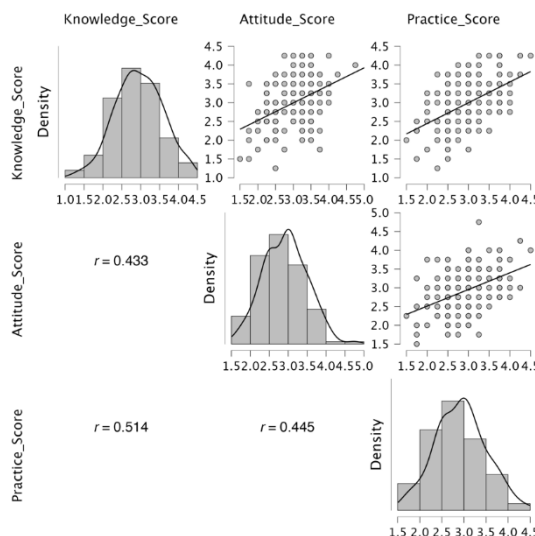 Knowledge_Score Attitude_Score Practice_Score
Knowledge_Score
Density
4.5
4.0
3.5
3.0
2.5
2.0
1.5
1.0
4.5
4.0
3.5
3.0
2.5
2.0
1.5
1.0
1.01.52.02.53.03.54.04.5
1.52.02.53.03.54.04.55.0
1.5 2.0 2.5 3.0 3.5 4.0 4.5
Attitude_Score
r = 0.433
Density
5.0
4.5
4.0
3.5
3.0
2.5
2.0
1.5
1.52.02.53.03.54.04.55.0
1.5 2.0 2.5 3.0 3.5 4.0 4.5
Practice_Score
r = 0.514
r = 0.445
Density
1.5 2.0 2.5 3.0 3.5 4.0 4.5